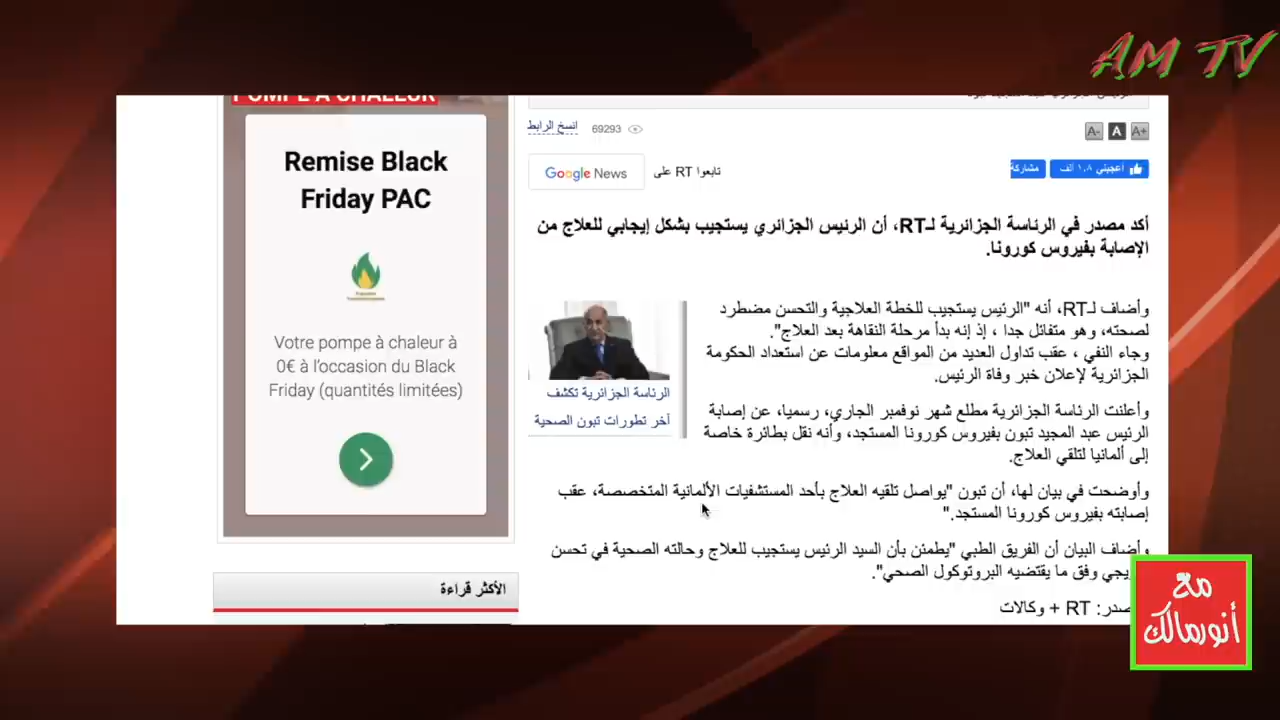 AM TV
POMPE À CHALEUR
Remise Black
Friday PAC
Votre pompe à chaleur à
0€ à l'occasion du Black
Friday (quantités limitées)
الأكثر قراءة
انسخ الرابط
69293
A- A A+
Google News
تابعوا RT على
أعجبني ١٫٨ ألف
مشاركة
أكد مصدر في الرئاسة الجزائرية لـRT، أن الرئيس الجزائري يستجيب بشكل إيجابي للعلاج من
الإصابة بفيروس كورونا.
وأضاف لـRT، أنه "الرئيس يستجيب للخطة العلاجية والتحسن مضطرد
لصحته، وهو متفائل جدا ، إذ إنه بدأ مرحلة النقاهة بعد العلاج".
وجاء النفي ، عقب تداول العديد من المواقع معلومات عن استعداد الحكومة
الجزائرية لإعلان خبر وفاة الرئيس.
الرئاسة الجزائرية تكشف
آخر تطورات تبون الصحية
وأعلنت الرئاسة الجزائرية مطلع شهر نوفمبر الجاري، رسميا، عن إصابة
الرئيس عبد المجيد تبون بفيروس كورونا المستجد، وأنه نقل بطائرة خاصة
إلى ألمانيا لتلقي العلاج.
وأوضحت في بيان لها، أن تبون "يواصل تلقيه العلاج بأحد المستشفيات الألمانية المتخصصة، عقب
إصابته بفيروس كورونا المستجد."
وأضاف البيان أن الفريق الطبي "يطمئن بأن السيد الرئيس يستجيب للعلاج وحالته الصحية في تحسن
يجي وفق ما يقتضيه البروتوكول الصحي".
صدر: RT + وكالات
مع
أنورمالك